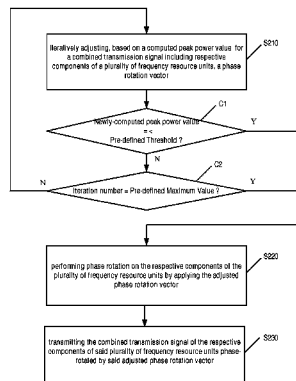 Iteratively adjusting, based on a computed peak power value for
a combined transmission signal including respective
components of a plurality of frequency resource units, a phase
rotation vector
S210
C1
Newly-computed peak power value
= <
Pre-defined Threshold ?
Y
N
C2
N
Iteration number = Pre-defined Maximum Value ?
Y
performing phase rotation on the respective components of the
plurality of frequency resource units by applying the adjusted
phase rotation vector
S220
transmitting the combined transmission signal of the respective
components of said plurality of frequency resource units phase-
rotated by said adjusted phase rotation vector
S230